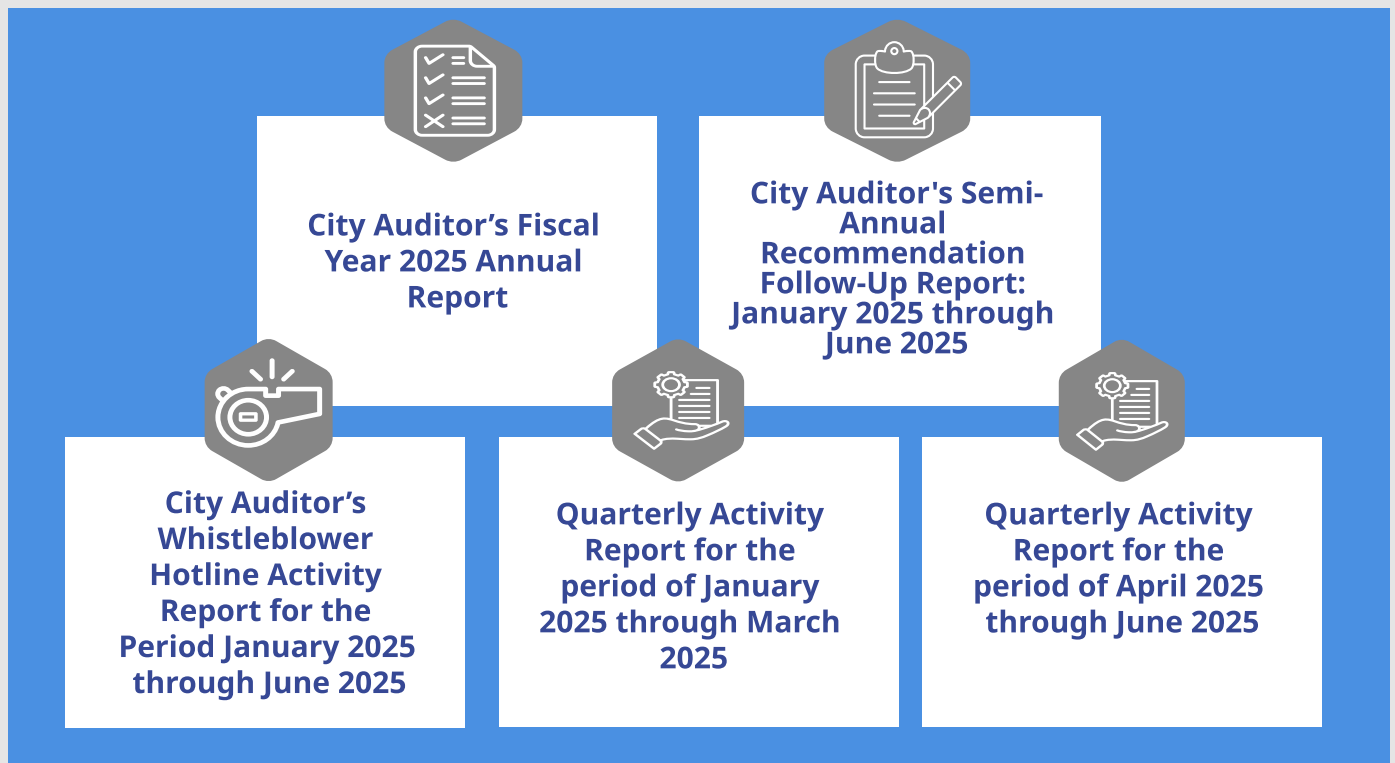 City Auditor’s Fiscal
Year 2025 Annual
Report
City Auditor's Semi-
Annual
Recommendation
Follow-Up Report:
January 2025 through
June 2025
City Auditor’s
Whistleblower
Hotline Activity
Report for the
Period January 2025
through June 2025
Quarterly Activity
Report for the
period of January
2025 through March
2025
Quarterly Activity
Report for the
period of April 2025
through June 2025